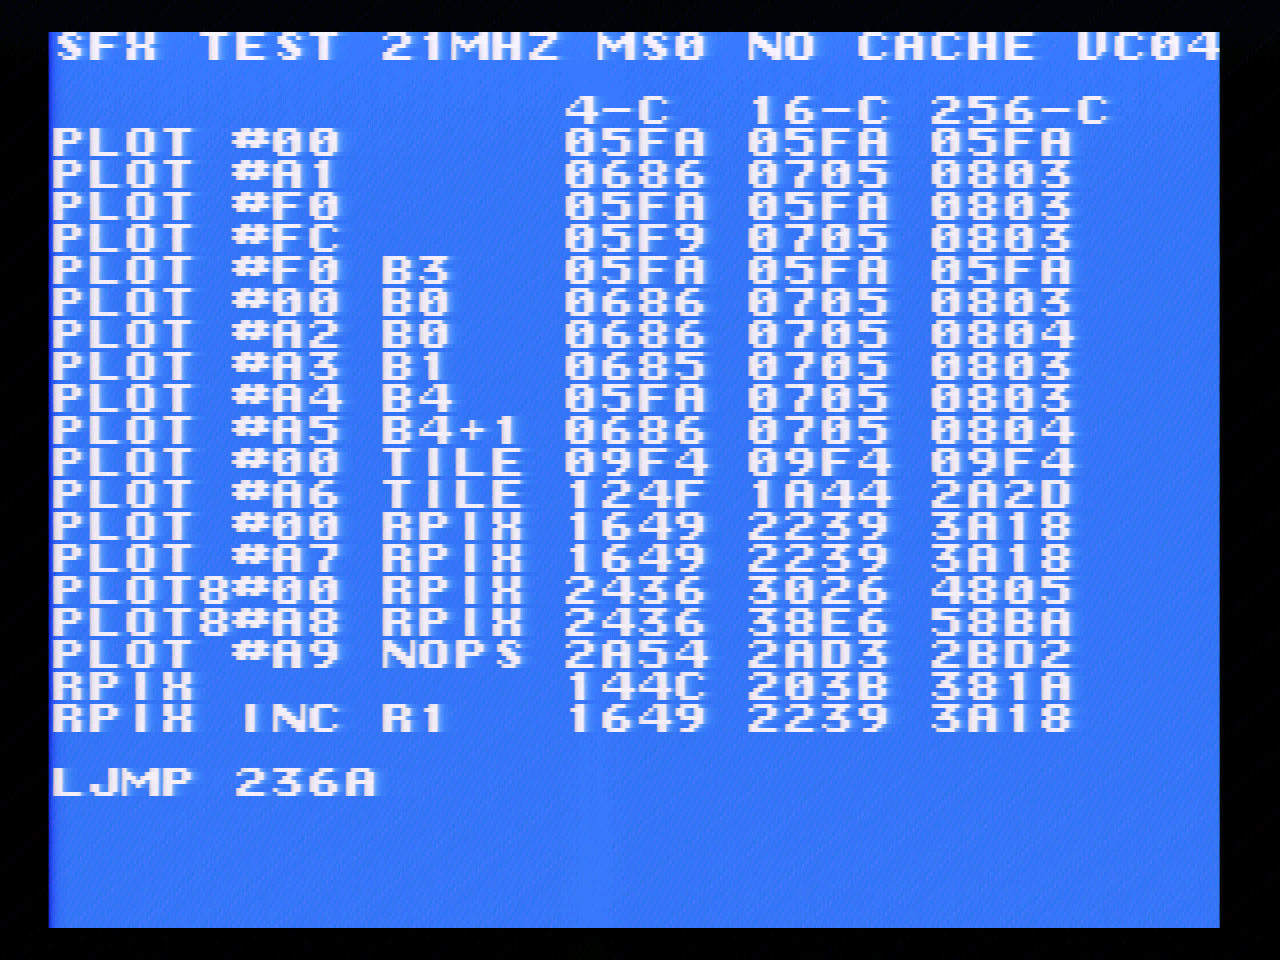 SFX TEST 21MHZ MS0 NO CACHE VC04
4-C 16-C 256-C
PLOT #00 05FA 05FA 05FA
PLOT #A1 0686 0705 0803
PLOT #F0 05FA 05FA 0803
PLOT #FC 05F9 0705 0803
PLOT #F0 B3 05FA 05FA 05FA
PLOT #00 B0 0686 0705 0803
PLOT #A2 B0 0686 0705 0804
PLOT #A3 B1 0685 0705 0803
PLOT #A4 B4 05FA 0705 0803
PLOT #A5 B4+1 0686 0705 0804
PLOT #00 TILE 09F4 09F4 09F4
PLOT #A6 TILE 124F 1A44 2A2D
PLOT #00 RPIX 1649 2239 3A18
PLOT #A7 RPIX 1649 2239 3A18
PLOT8#00 RPIX 2436 3026 4805
PLOT8#A8 RPIX 2436 38E6 58BA
PLOT #A9 NOPS 2A54 2AD3 2BD2
RPIX 144C 203B 381A
RPIX INC R1 1649 2239 3A18
LJMP 236A